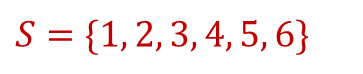 S = {1, 2, 3, 4, 5, 6}